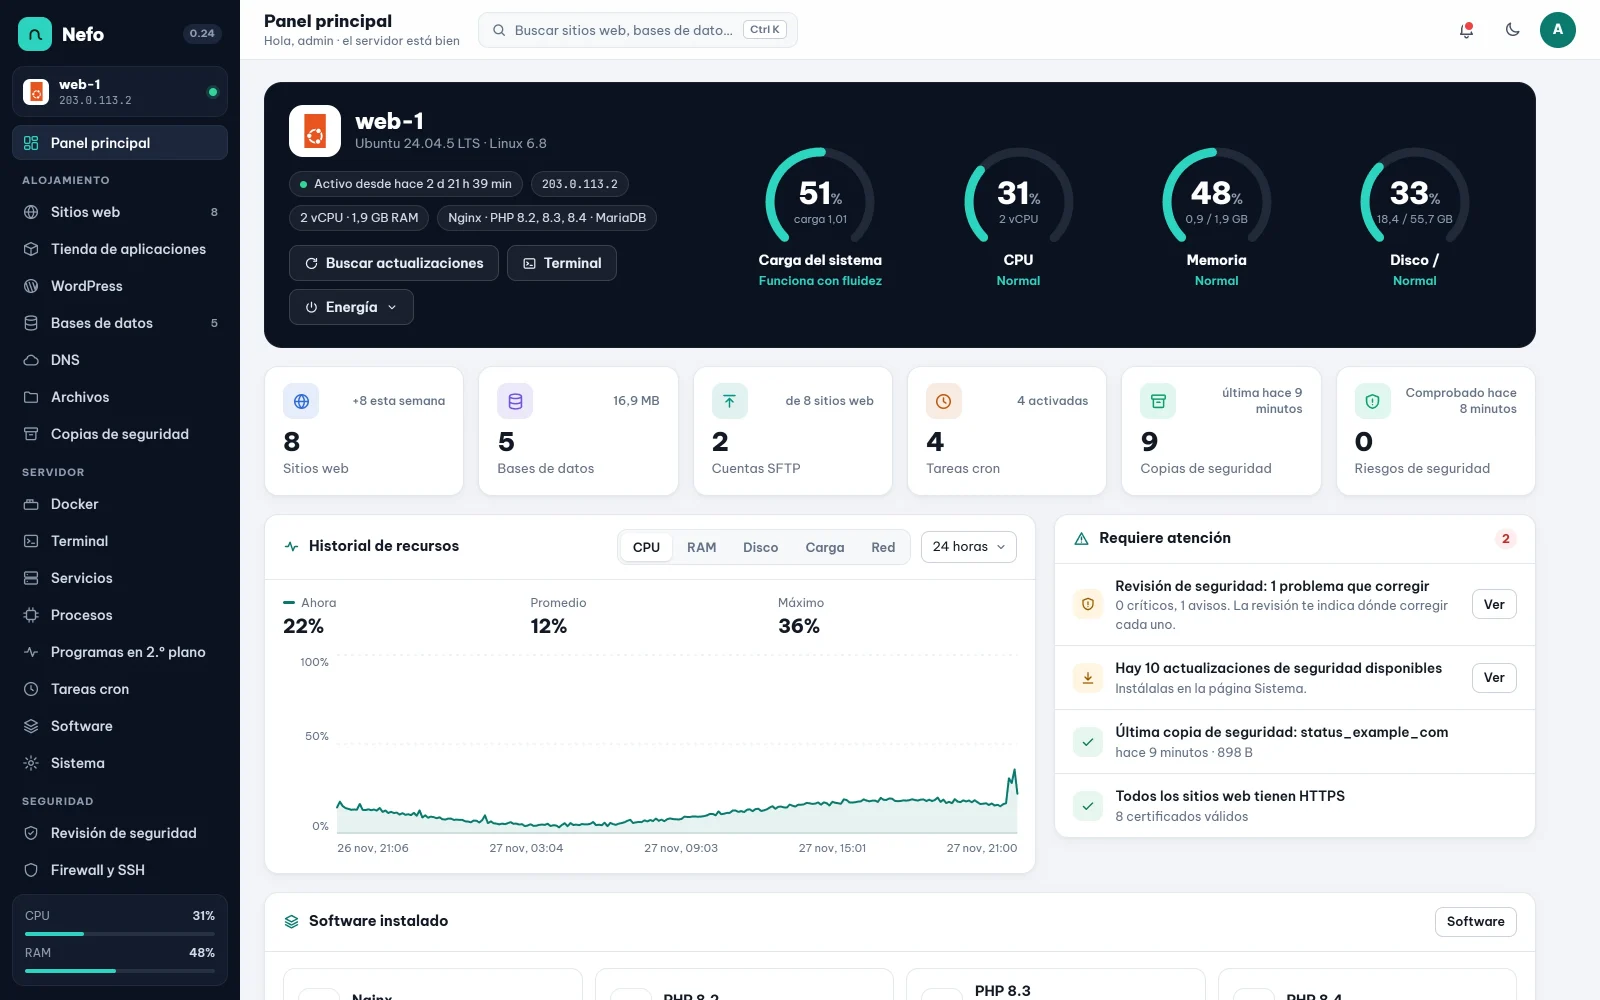 Nefo
0.24
web-1
203.0.113.2
Panel principal
ALOJAMIENTO
Sitios web 8
Tienda de aplicaciones
WordPress
Bases de datos 5
DNS
Archivos
Copias de seguridad
SERVIDOR
Docker
Terminal
Servicios
Procesos
Programas en 2.º plano
Tareas cron
Software
Sistema
SEGURIDAD
Revisión de seguridad
Firewall y SSH
CPU 31%
RAM 48%
Panel principal
Hola, admin · el servidor está bien
Buscar sitios web, bases de dato... Ctrl K
A
web-1
Ubuntu 24.04.5 LTS · Linux 6.8
Activo desde hace 2 d 21 h 39 min
203.0.113.2
2 vCPU · 1,9 GB RAM
Nginx · PHP 8.2, 8.3, 8.4 · MariaDB
Buscar actualizaciones
Terminal
Energía
51%
carga 1,01
Carga del sistema
Funciona con fluidez
31%
2 vCPU
CPU
Normal
48%
0,9 / 1,9 GB
Memoria
Normal
33%
18,4 / 55,7 GB
Disco /
Normal
+8 esta semana
8
Sitios web
16,9 MB
5
Bases de datos
de 8 sitios web
2
Cuentas SFTP
4 activadas
4
Tareas cron
última hace 9
minutos
9
Copias de seguridad
Comprobado hace
8 minutos
0
Riesgos de seguridad
Historial de recursos
CPU RAM Disco Carga Red
24 horas
Ahora
22%
Promedio
12%
Máximo
36%
100%
50%
0%
26 nov, 21:06 27 nov, 03:04 27 nov, 09:03 27 nov, 15:01 27 nov, 21:00
Requiere atención 2
Revisión de seguridad: 1 problema que corregir
0 críticos, 1 avisos. La revisión te indica dónde corregir
cada uno.
Ver
Hay 10 actualizaciones de seguridad disponibles
Instálalas en la página Sistema.
Ver
Última copia de seguridad: status_example_com
hace 9 minutos · 898 B
Todos los sitios web tienen HTTPS
8 certificados válidos
Software instalado
Software
Nginx
PHP 8.2
PHP 8.3
PHP 8.4